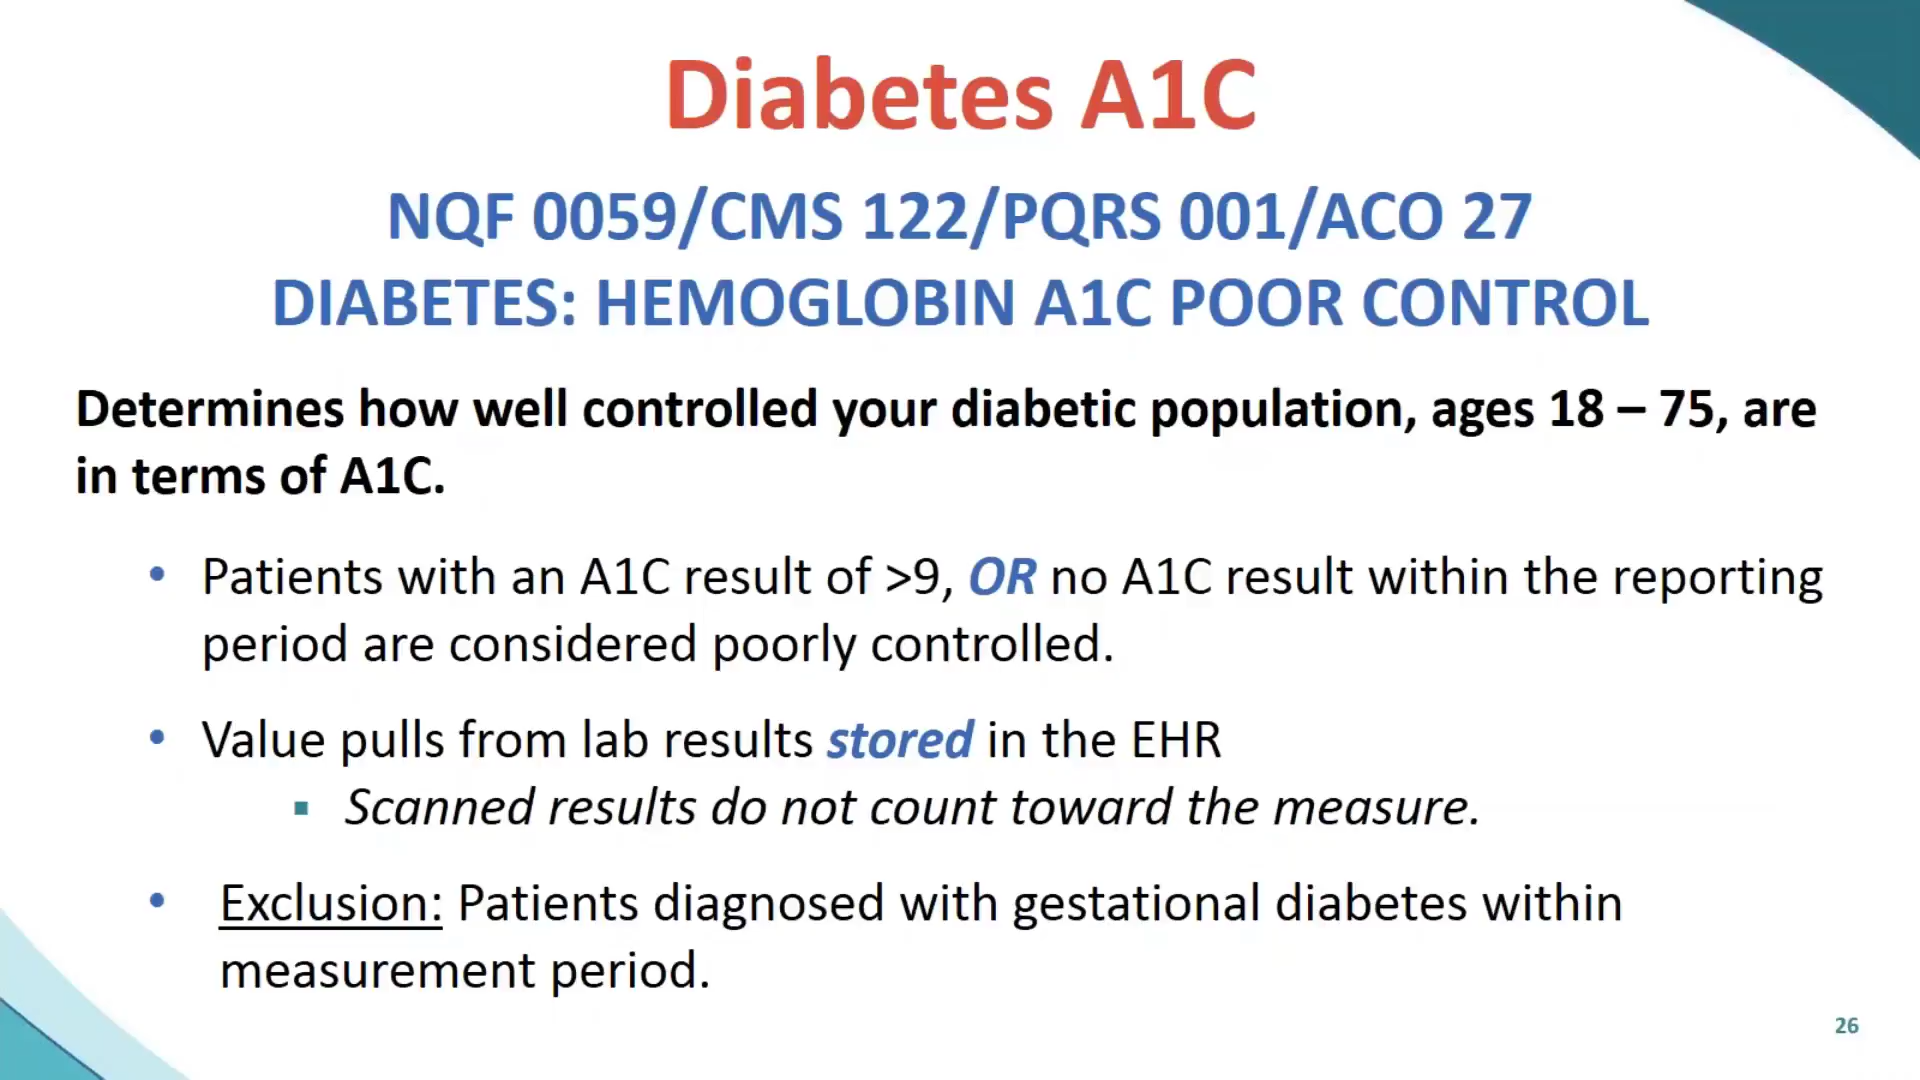 Diabetes A1C
NQF 0059/CMS 122/PQRS 001/ACO 27
DIABETES: HEMOGLOBIN A1C POOR CONTROL
Determines how well controlled your diabetic population, ages 18 – 75, are
in terms of A1C.
• Patients with an A1C result of >9, OR no A1C result within the reporting
period are considered poorly controlled.
• Value pulls from lab results stored in the EHR
▪ Scanned results do not count toward the measure.
• Exclusion: Patients diagnosed with gestational diabetes within
measurement period.
26